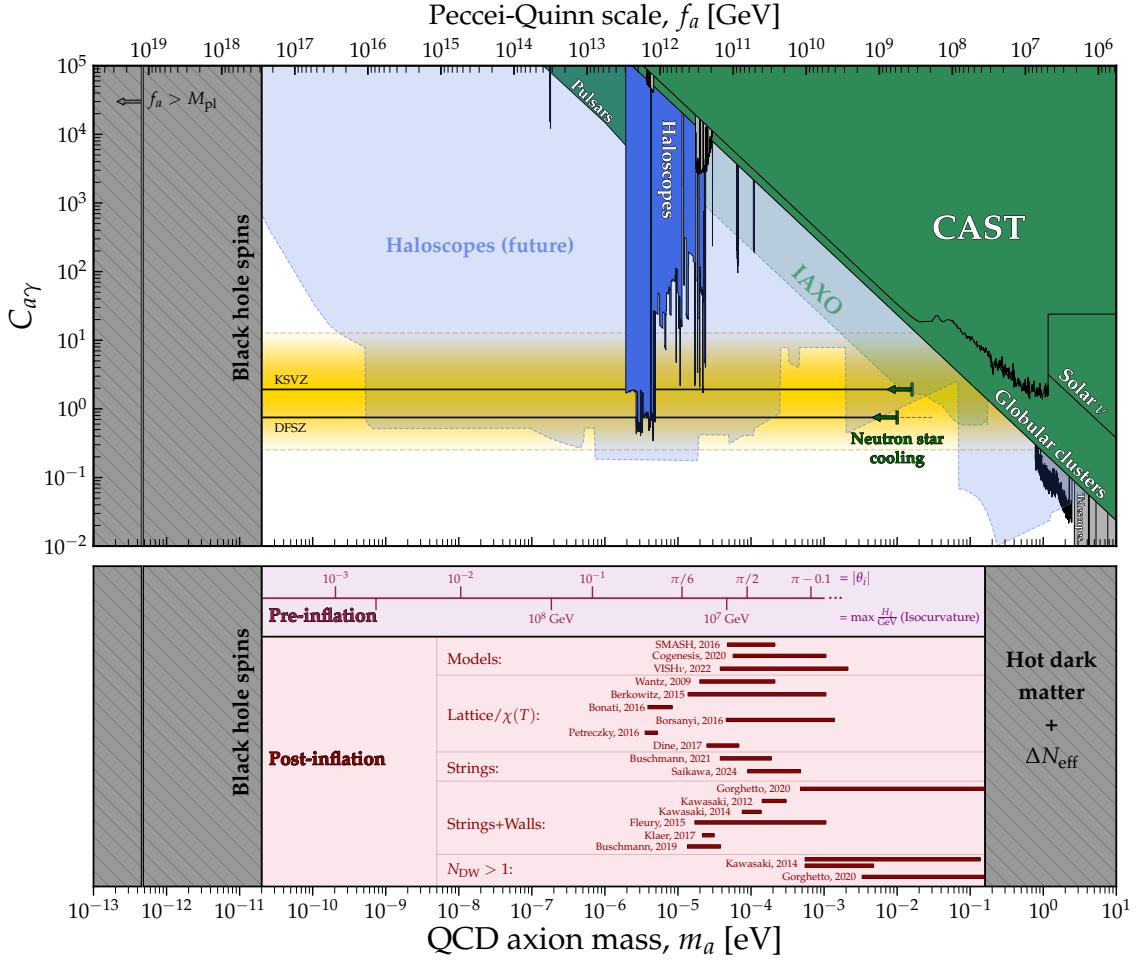 Peccei-Quinn scale, f_a [GeV]
10^19 10^18 10^17 10^16 10^15 10^14 10^13 10^12 10^11 10^10 10^9 10^8 10^7 10^6
C_aγ
10^5
10^4
10^3
10^2
10^1
10^0
10^−1
10^−2
f_a > M_pl
Black hole spins
Pulsars
Haloscopes
Haloscopes (future)
CAST
IAXO
KSVZ
DFSZ
Solar ν
Globular clusters
Neutron star
cooling
10^−3 10^−2 10^−1 π/6 π/2 π − 0.1 = |θ_i|
Pre-inflation
10^8 GeV 10^7 GeV ... = max H_I/GeV (Isocurvature)
Black hole spins
Post-inflation
Models:
SMASH, 2016
Cogenesis, 2020
VISHν, 2022
Lattice/χ(T):
Wantz, 2009
Berkowitz, 2015
Bonati, 2016
Borsanyi, 2016
Petreczky, 2016
Dine, 2017
Strings:
Buschmann, 2021
Saikawa, 2024
Strings+Walls:
Gorghetto, 2020
Kawasaki, 2012
Kawasaki, 2014
Fleury, 2015
Klaer, 2017
Buschmann, 2019
N_DW > 1:
Kawasaki, 2014
Gorghetto, 2020
Hot dark
matter
+
ΔN_eff
10^−13 10^−12 10^−11 10^−10 10^−9 10^−8 10^−7 10^−6 10^−5 10^−4 10^−3 10^−2 10^−1 10^0 10^1
QCD axion mass, m_a [eV]